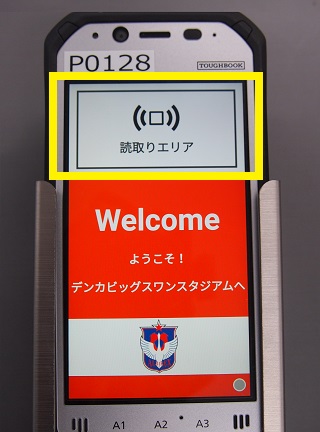 P0128
TOUGHBOOK
読取りエリア
Welcome
ようこそ！
デンカビッグスワンスタジアムへ
A1 A2 A3